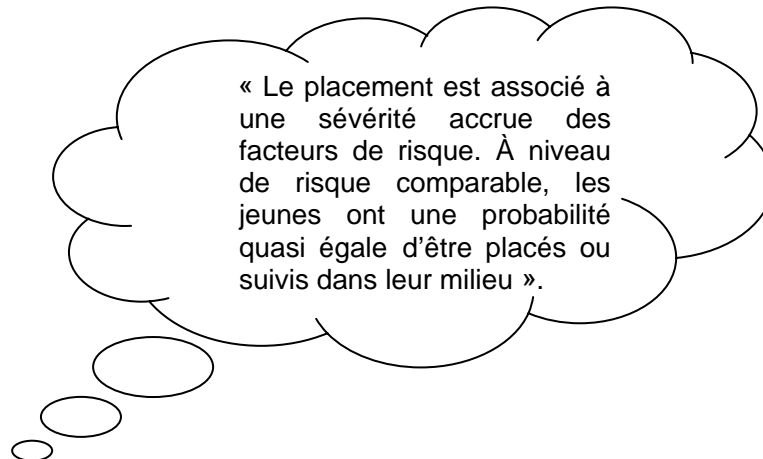 « Le placement est associé à
une sévérité accrue des
facteurs de risque. À niveau
de risque comparable, les
jeunes ont une probabilité
quasi égale d’être placés ou
suivis dans leur milieu ».